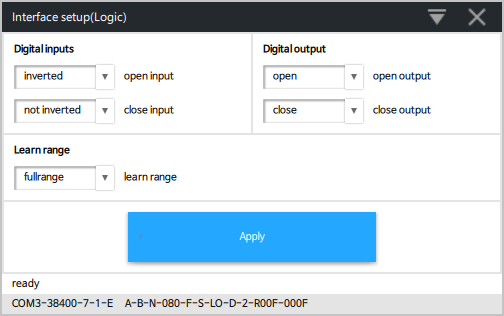 Interface setup(Logic)
Digital inputs
inverted open input
not inverted close input
Digital output
open open output
close close output
Learn range
fullrange learn range
Apply
ready
COM3-38400-7-1-E A-B-N-080-F-S-LO-D-2-R00F-000F